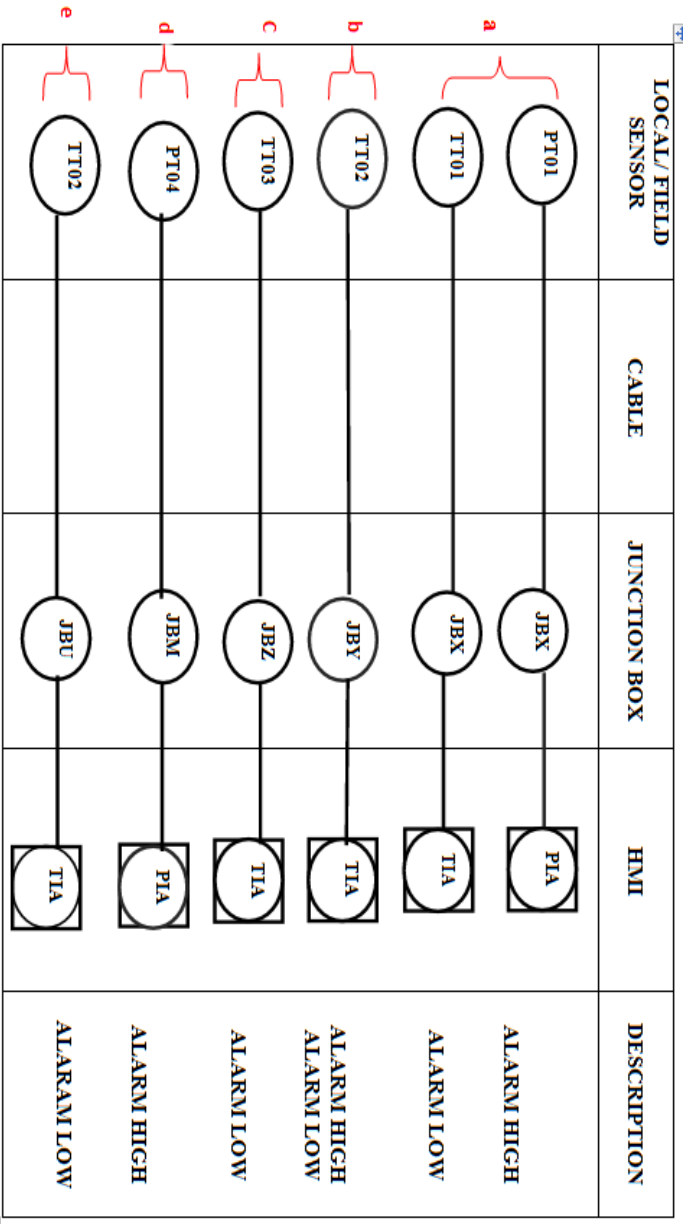 LOCAL/ FIELD
SENSOR
CABLE
JUNCTION BOX
HMI
DESCRIPTION
a
PT01
JBX
PIA
ALARM HIGH
TT01
JBX
TIA
ALARM LOW
b
TT02
JBY
TIA
ALARM HIGH
ALARM LOW
c
TT03
JBZ
TIA
ALARM LOW
d
PT04
JBM
PIA
ALARM HIGH
e
TT02
JBU
TIA
ALARAM LOW